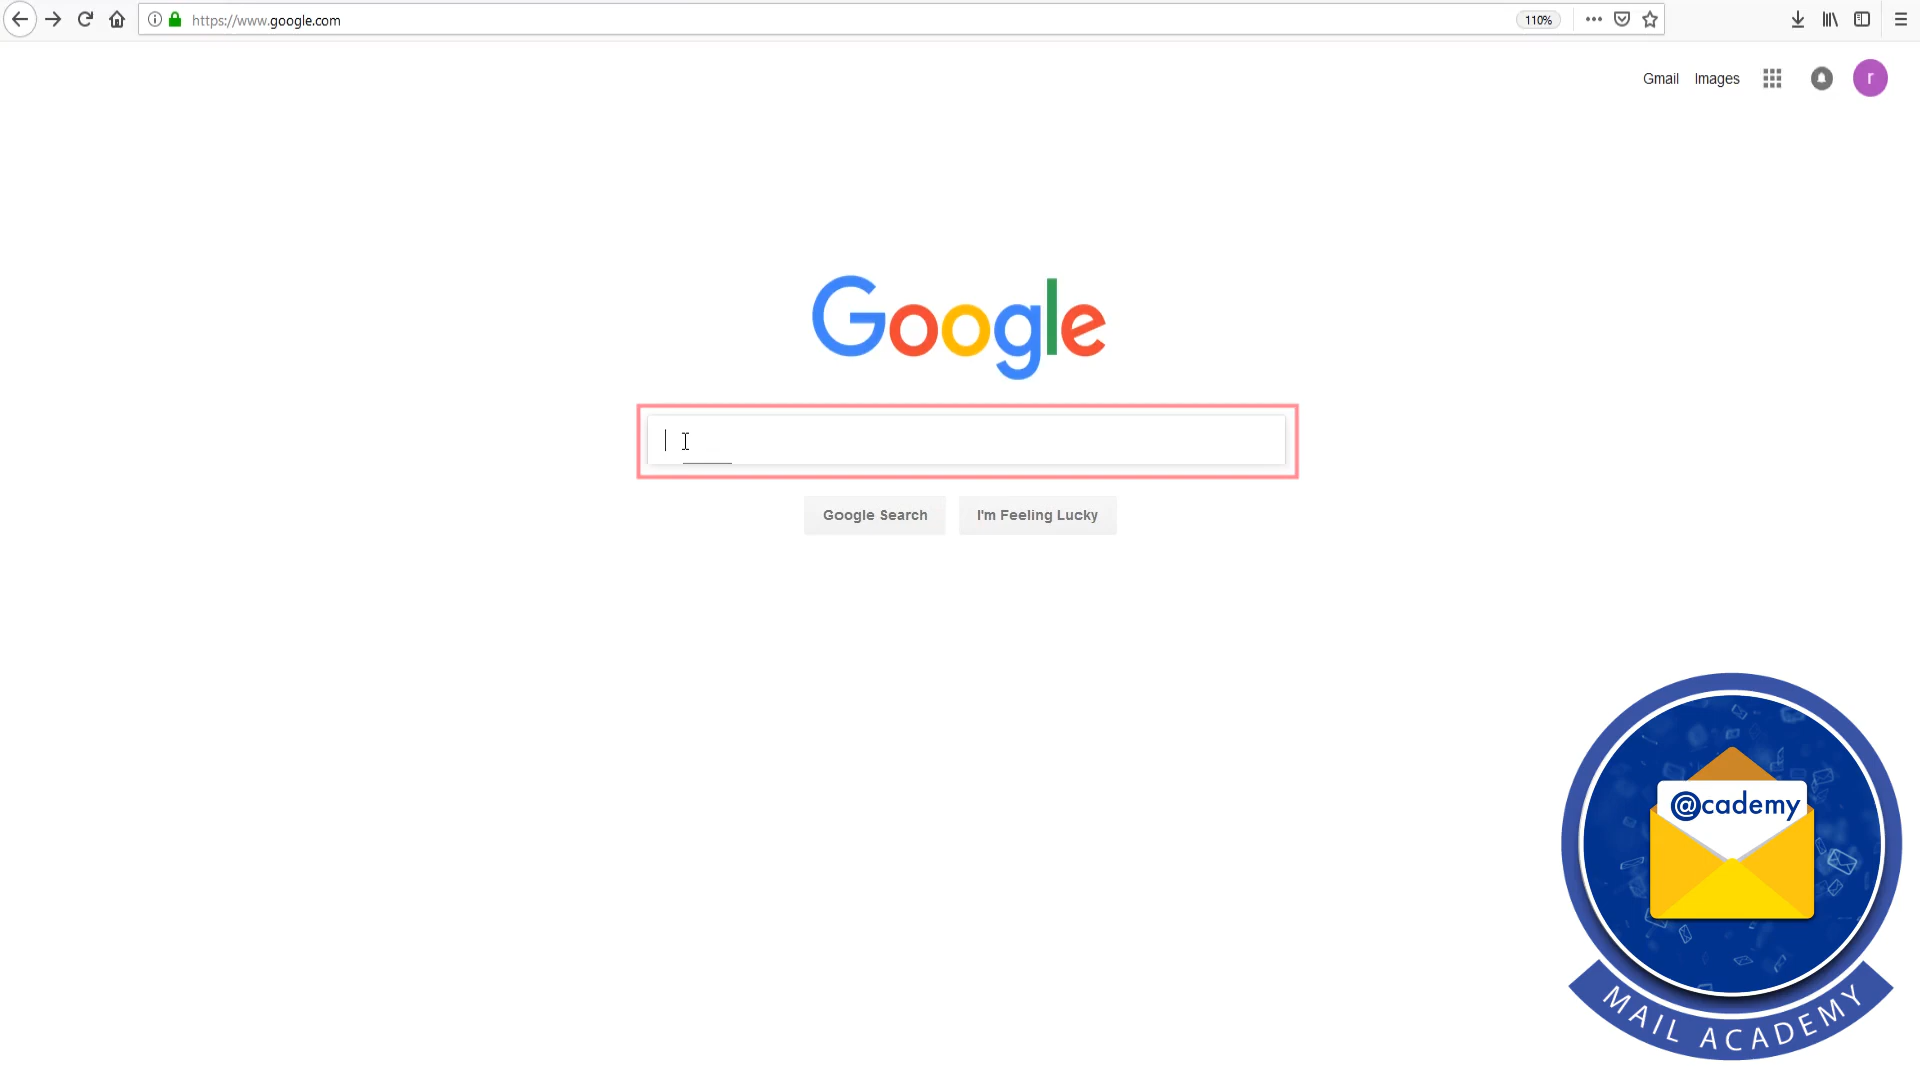 https://www.google.com
110%
Gmail Images
r
Google
Google Search
I'm Feeling Lucky
@cademy
MAIL ACADEMY